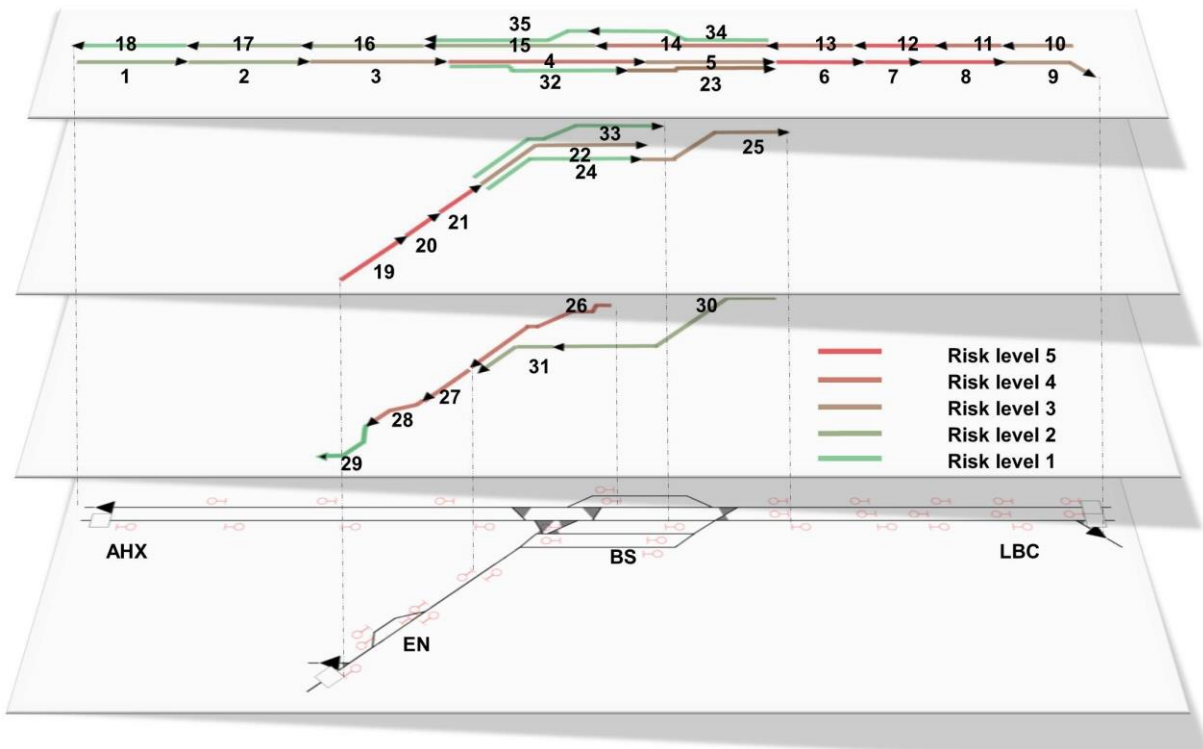 35 34
18 17 16 15 14 13 12 11 10
1 2 3 4 5 6 7 8 9
32 23
33
22
24
25
21
20
19
26
30
31
27
28
29
Risk level 5
Risk level 4
Risk level 3
Risk level 2
Risk level 1
AHX
BS
LBC
EN